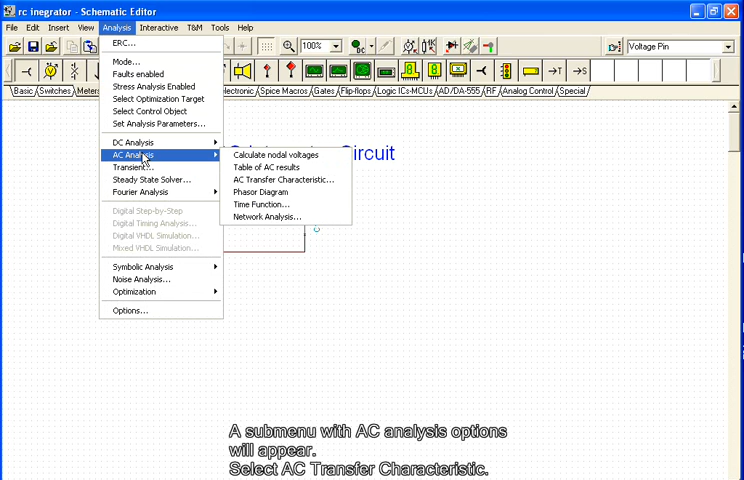 rc inegrator - Schematic Editor
File Edit Insert View Analysis Interactive T&M Tools Help
100%
Voltage Pin
Basic Switches Meters Gates Flip-flops Logic ICs-MCUs AD/DA-555 RF Analog Control Special
Spice Macros
ERC...
Mode...
Faults enabled
Stress Analysis Enabled
Select Optimization Target
Select Control Object
Set Analysis Parameters...
DC Analysis
AC Analysis
Transient...
Steady State Solver...
Fourier Analysis
Digital Step-by-Step
Digital Timing Analysis...
Digital VHDL Simulation...
Mixed VHDL Simulation...
Symbolic Analysis
Noise Analysis...
Optimization
Options...
Calculate nodal voltages
Table of AC results
AC Transfer Characteristic...
Phasor Diagram
Time Function...
Network Analysis...
Circuit
A submenu with AC analysis options
will appear.
Select AC Transfer Characteristic.